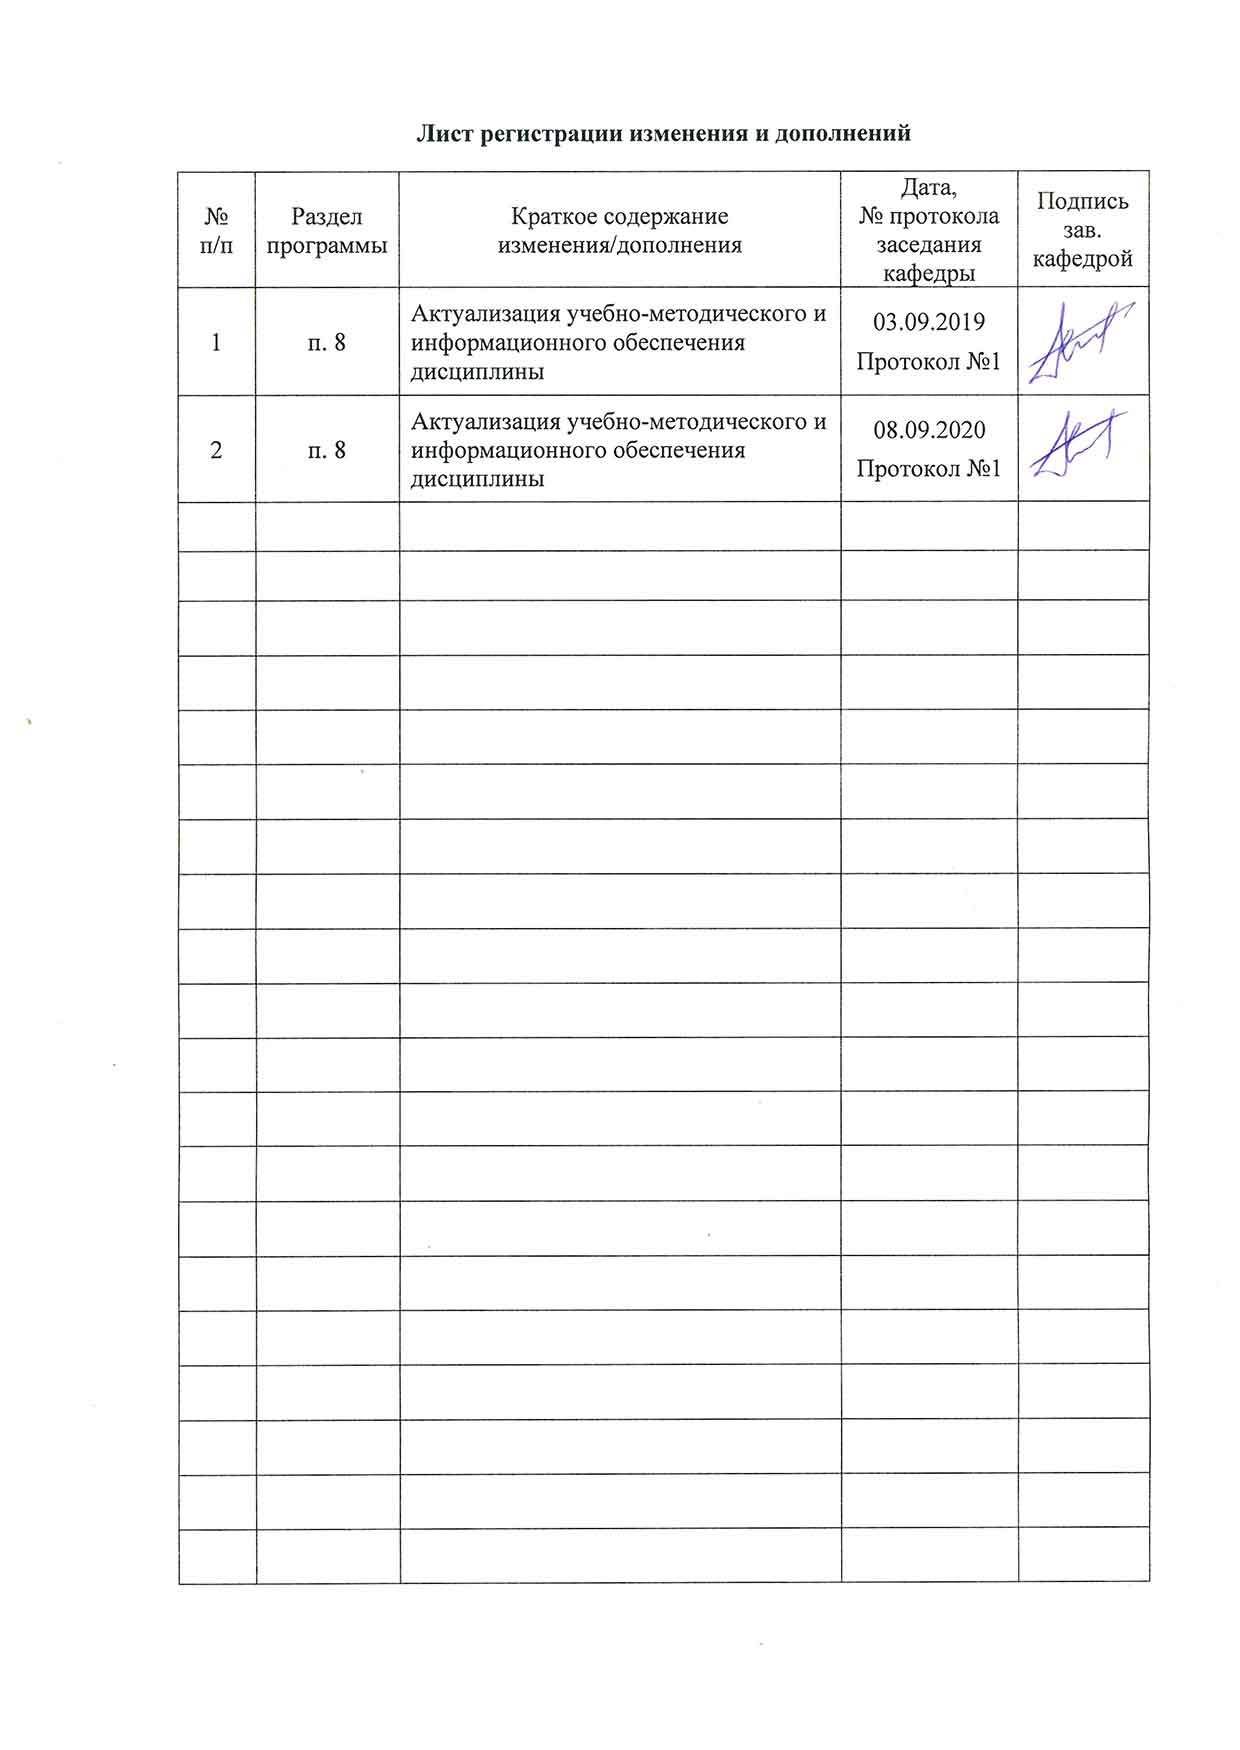 Лист регистрации изменения и дополнений
№
п/п
Раздел
программы
Краткое содержание
изменения/дополнения
Дата,
№ протокола
заседания
кафедры
Подпись
зав.
кафедрой
1
п. 8
Актуализация учебно-методического и
информационного обеспечения
дисциплины
03.09.2019
Протокол №1
2
п. 8
Актуализация учебно-методического и
информационного обеспечения
дисциплины
08.09.2020
Протокол №1